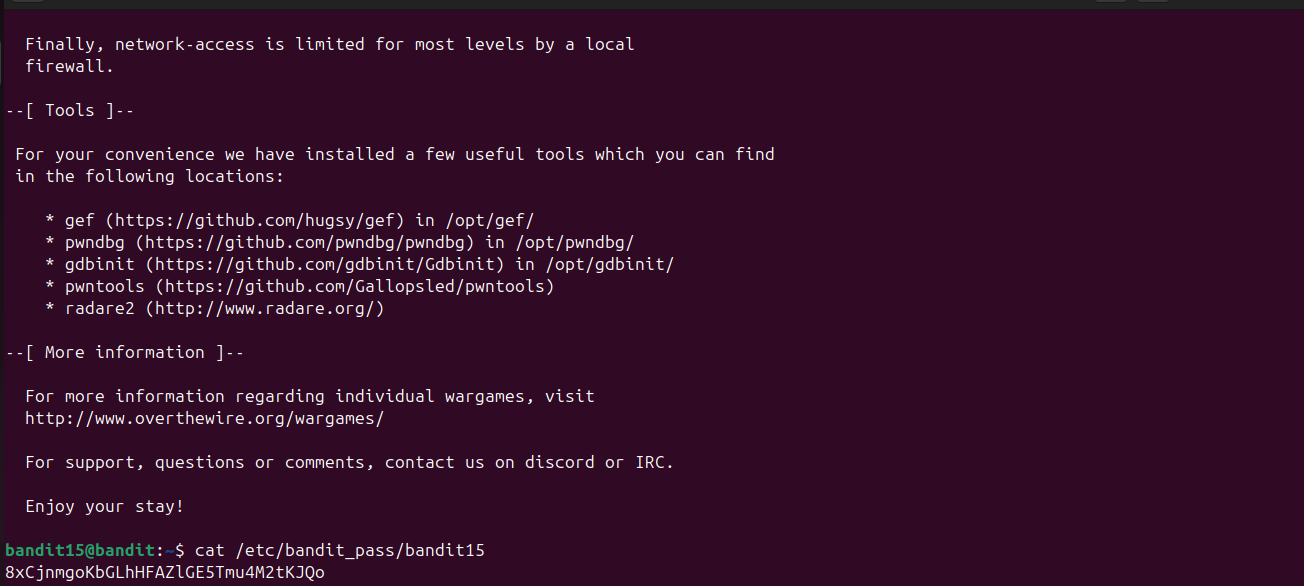 Finally, network-access is limited for most levels by a local
firewall.
--[ Tools ]--
For your convenience we have installed a few useful tools which you can find
in the following locations:
* gef (https://github.com/hugsy/gef) in /opt/gef/
* pwndbg (https://github.com/pwndbg/pwndbg) in /opt/pwndbg/
* gdbinit (https://github.com/gdbinit/Gdbinit) in /opt/gdbinit/
* pwntools (https://github.com/Gallopsled/pwntools)
* radare2 (http://www.radare.org/)
--[ More information ]--
For more information regarding individual wargames, visit
http://www.overthewire.org/wargames/
For support, questions or comments, contact us on discord or IRC.
Enjoy your stay!
bandit15@bandit:~$ cat /etc/bandit_pass/bandit15
8xCjnmgoKbGLhHFAZlGE5Tmu4M2tKJQo